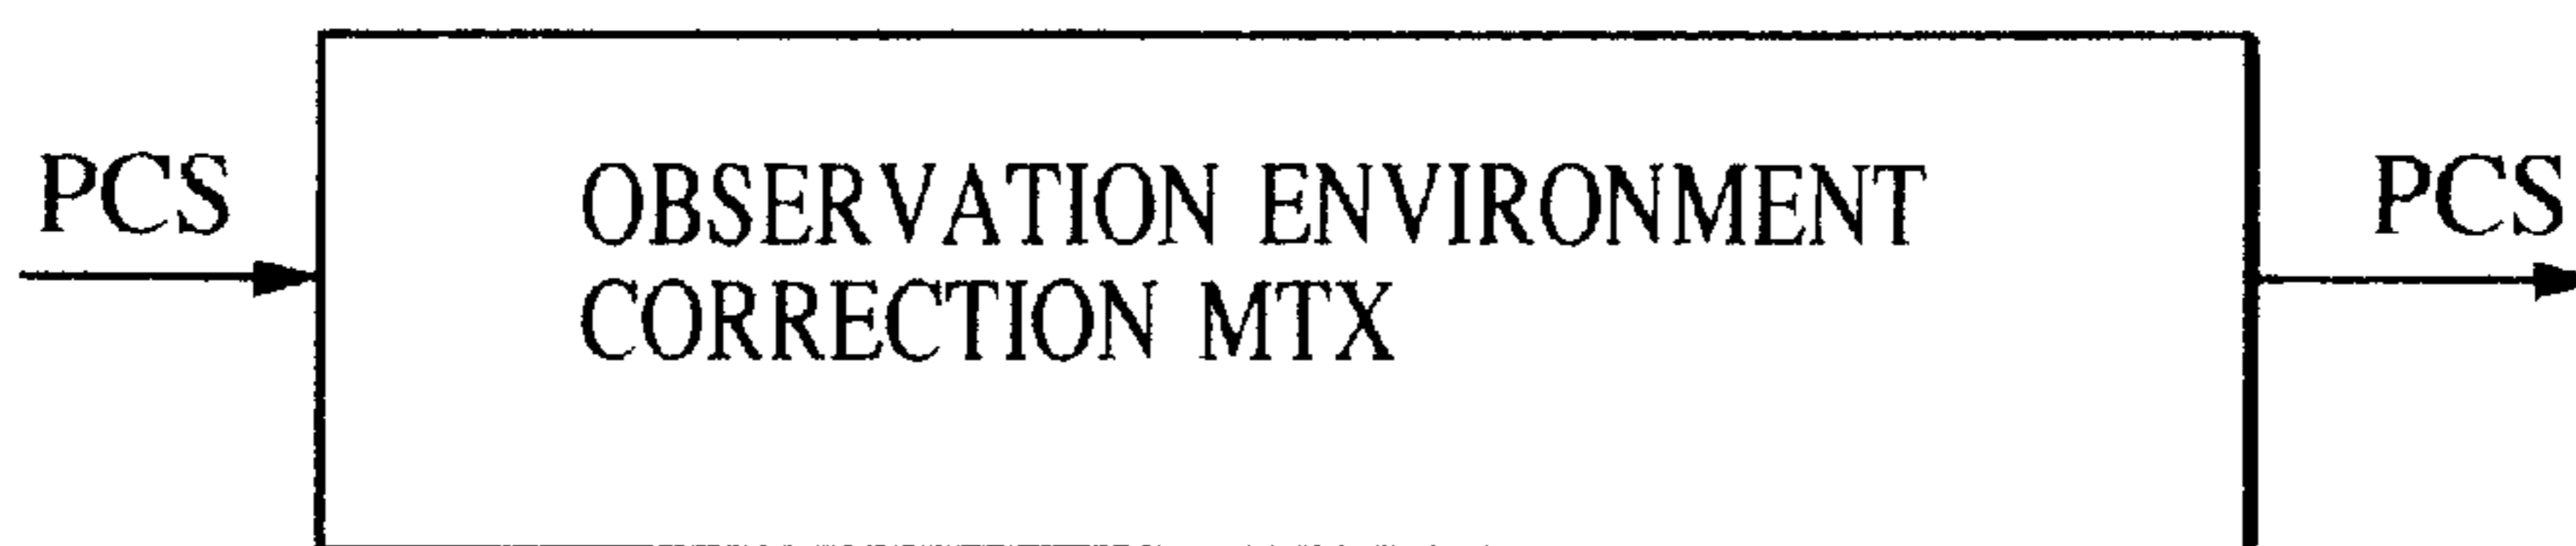 PCS
OBSERVATION ENVIRONMENT
CORRECTION MTX
PCS